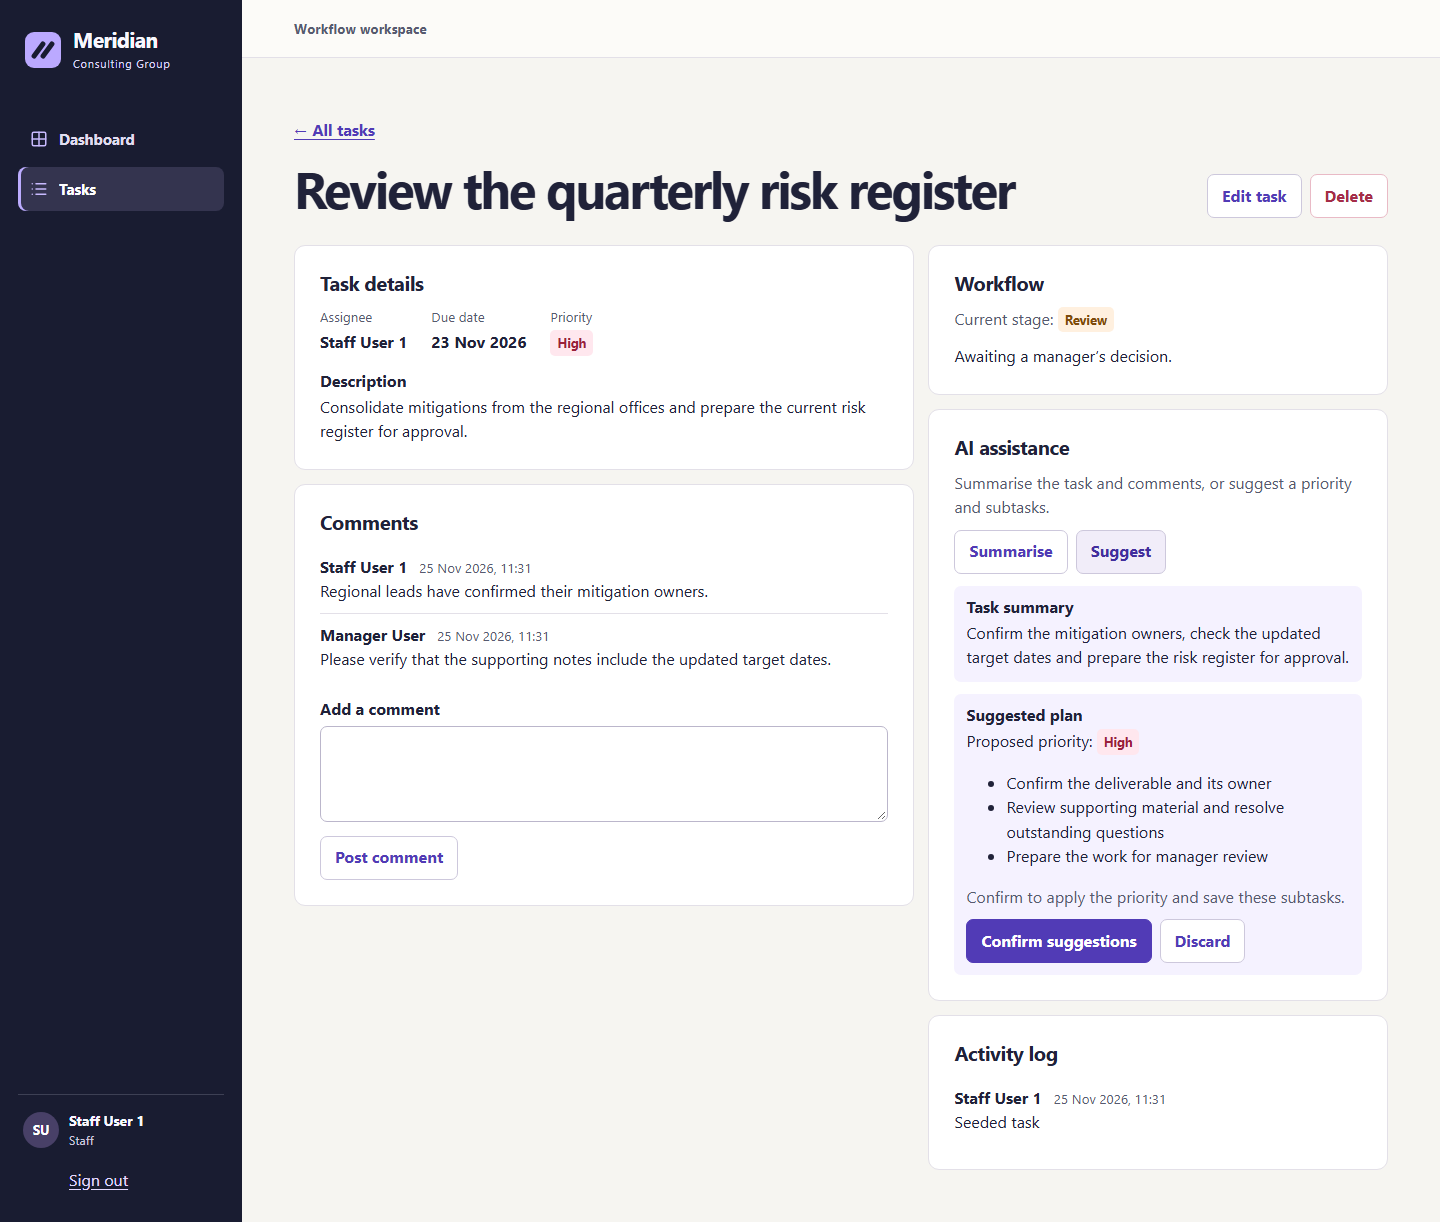 Meridian
Consulting Group
Dashboard
Tasks
SU
Staff User 1
Staff
Sign out
Workflow workspace
← All tasks
Review the quarterly risk register
Edit task
Delete
Task details
Assignee
Staff User 1
Due date
23 Nov 2026
Priority
High
Description
Consolidate mitigations from the regional offices and prepare the current risk
register for approval.
Comments
Staff User 1 25 Nov 2026, 11:31
Regional leads have confirmed their mitigation owners.
Manager User 25 Nov 2026, 11:31
Please verify that the supporting notes include the updated target dates.
Add a comment
Post comment
Workflow
Current stage: Review
Awaiting a manager’s decision.
AI assistance
Summarise the task and comments, or suggest a priority
and subtasks.
Summarise
Suggest
Task summary
Confirm the mitigation owners, check the updated
target dates and prepare the risk register for approval.
Suggested plan
Proposed priority: High
• Confirm the deliverable and its owner
• Review supporting material and resolve
outstanding questions
• Prepare the work for manager review
Confirm to apply the priority and save these subtasks.
Confirm suggestions
Discard
Activity log
Staff User 1 25 Nov 2026, 11:31
Seeded task